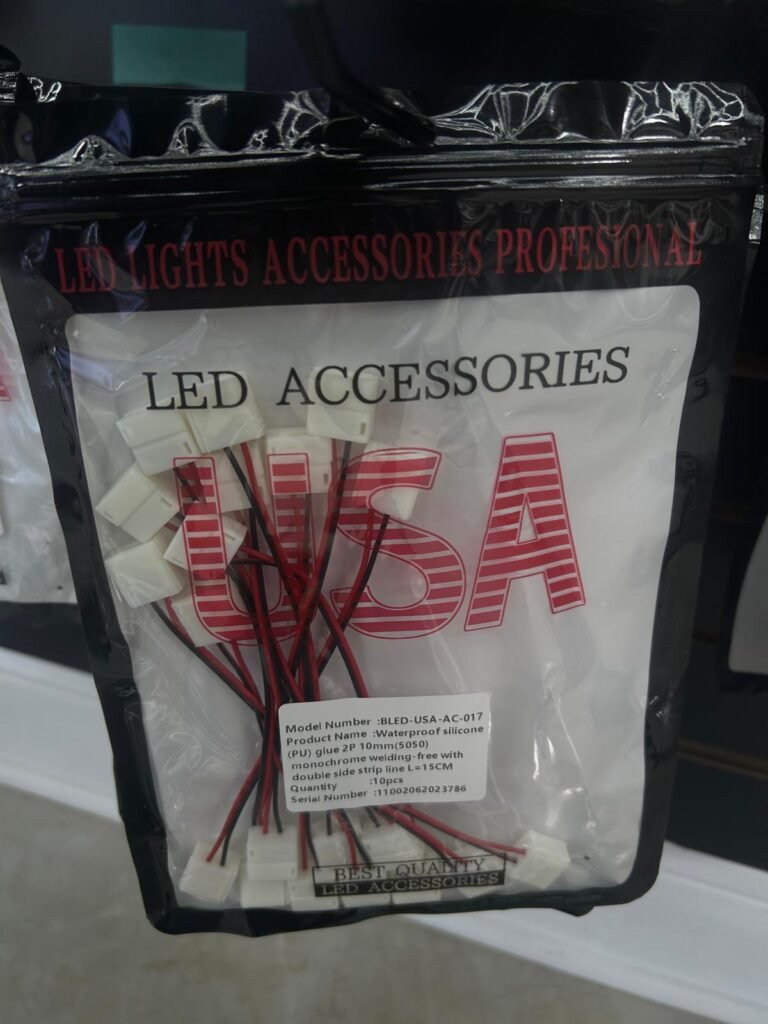 LED LIGHTS ACCESSORIES PROFESIONAL
LED ACCESSORIES
USA
Model Number :BLED-USA-AC-017
Product Name :Waterproof silicone
(PU) glue 2P 10mm(5050)
monochrome welding-free with
double side strip line L=15CM
Quantity :10pcs
Serial Number :11002062023786
BEST QUANLITY
LED ACCESSORIES